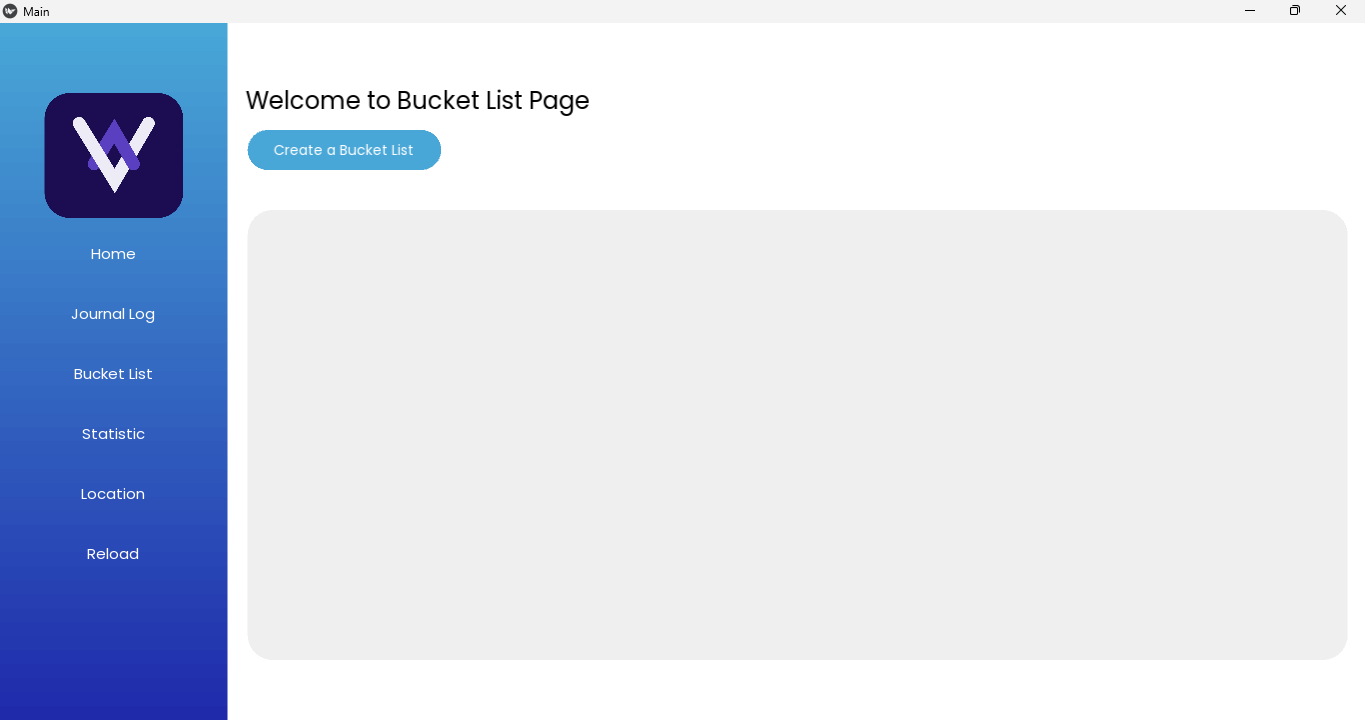 Main
Welcome to Bucket List Page
Create a Bucket List
Home
Journal Log
Bucket List
Statistic
Location
Reload